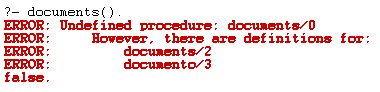 ?- documents().
ERROR: Undefined procedure: documents/0
ERROR:     However, there are definitions for:
ERROR:         documents/2
ERROR:         documento/3
false.